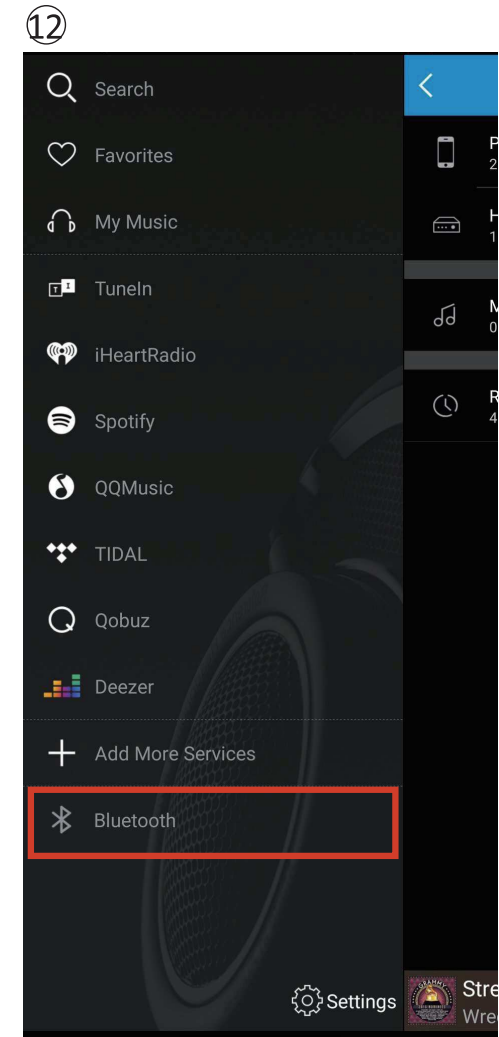 ⑫
Search
Favorites
My Music
TuneIn
iHeartRadio
Spotify
QQMusic
TIDAL
Qobuz
Deezer
Add More Services
Bluetooth
Settings